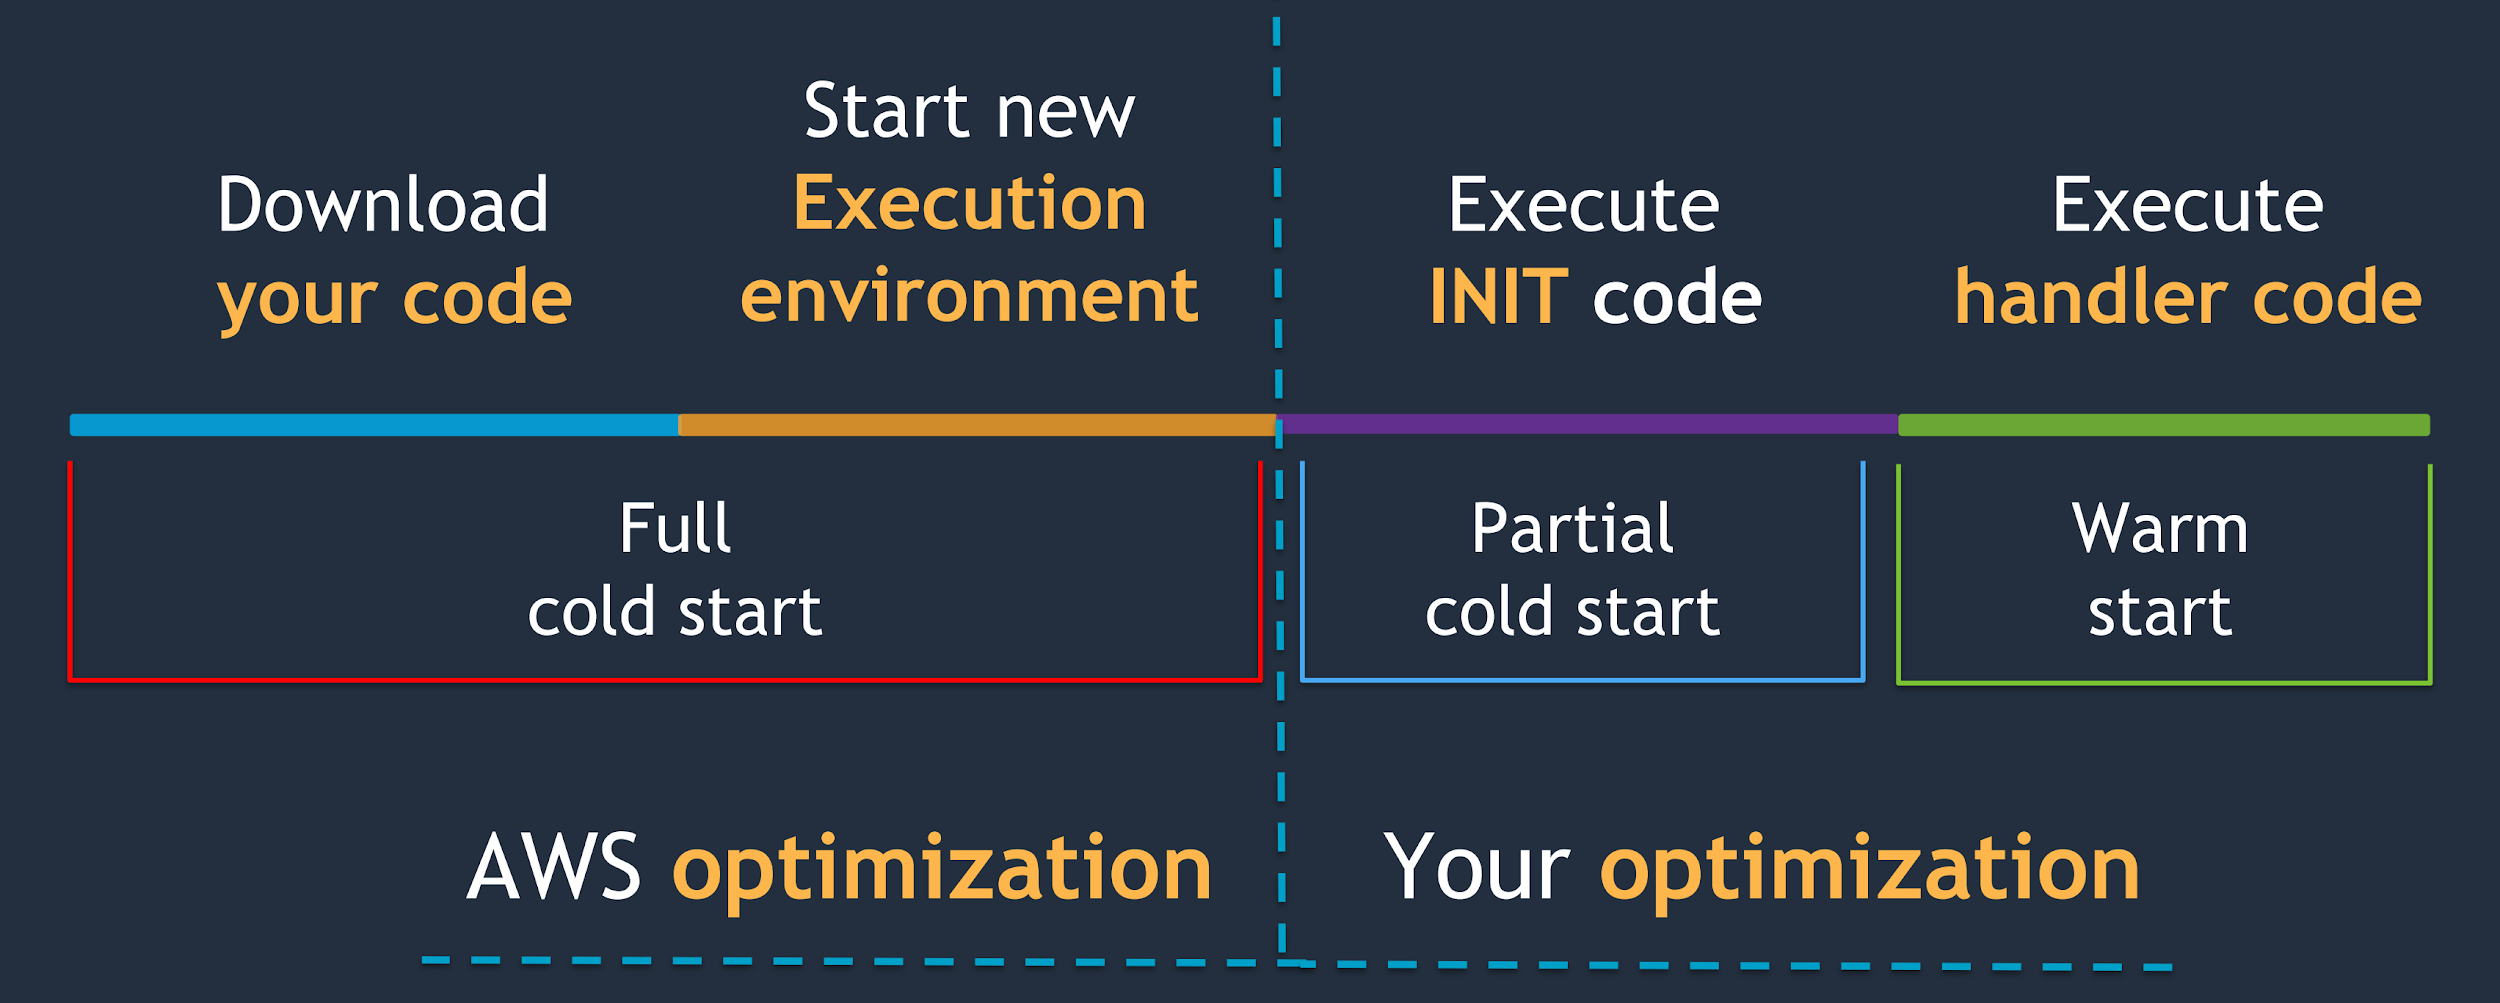 Download
your code
Start new
Execution
environment
Execute
INIT code
Execute
handler code
Full
cold start
Partial
cold start
Warm
start
AWS optimization
Your optimization